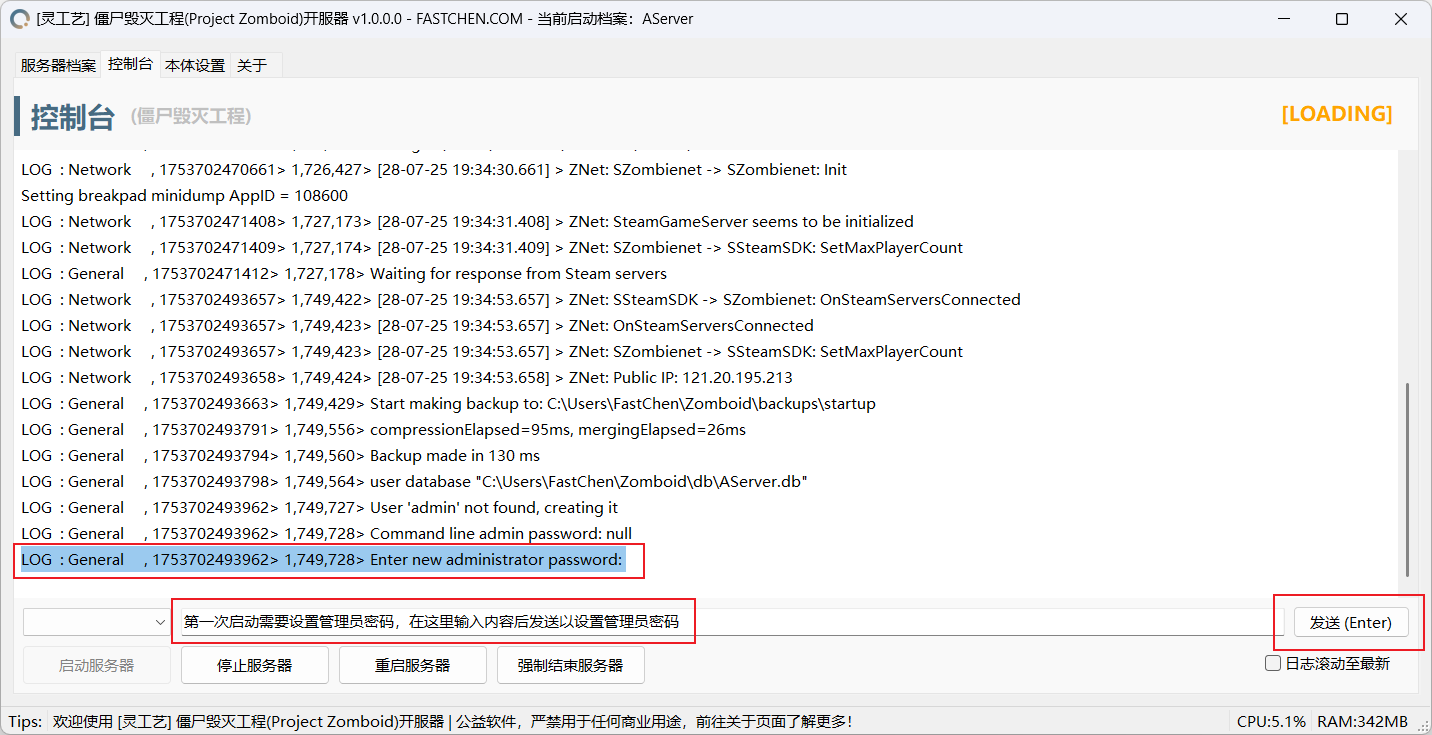 [灵工艺] 僵尸毁灭工程(Project Zomboid)开服器 v1.0.0.0 - FASTCHEN.COM - 当前启动档案：AServer
服务器档案 控制台 本体设置 关于
控制台 (僵尸毁灭工程) [LOADING]
LOG : Network , 1753702470661> 1,726,427> [28-07-25 19:34:30.661] > ZNet: SZombienet -> SZombienet: Init
Setting breakpad minidump AppID = 108600
LOG : Network , 1753702471408> 1,727,173> [28-07-25 19:34:31.408] > ZNet: SteamGameServer seems to be initialized
LOG : Network , 1753702471409> 1,727,174> [28-07-25 19:34:31.409] > ZNet: SZombienet -> SSteamSDK: SetMaxPlayerCount
LOG : General , 1753702471412> 1,727,178> Waiting for response from Steam servers
LOG : Network , 1753702493657> 1,749,422> [28-07-25 19:34:53.657] > ZNet: SSteamSDK -> SZombienet: OnSteamServersConnected
LOG : Network , 1753702493657> 1,749,423> [28-07-25 19:34:53.657] > ZNet: OnSteamServersConnected
LOG : Network , 1753702493657> 1,749,423> [28-07-25 19:34:53.657] > ZNet: SZombienet -> SSteamSDK: SetMaxPlayerCount
LOG : Network , 1753702493658> 1,749,424> [28-07-25 19:34:53.658] > ZNet: Public IP: 121.20.195.213
LOG : General , 1753702493663> 1,749,429> Start making backup to: C:\Users\FastChen\Zomboid\backups\startup
LOG : General , 1753702493791> 1,749,556> compressionElapsed=95ms, mergingElapsed=26ms
LOG : General , 1753702493794> 1,749,560> Backup made in 130 ms
LOG : General , 1753702493798> 1,749,564> user database "C:\Users\FastChen\Zomboid\db\AServer.db"
LOG : General , 1753702493962> 1,749,727> User 'admin' not found, creating it
LOG : General , 1753702493962> 1,749,728> Command line admin password: null
LOG : General , 1753702493962> 1,749,728> Enter new administrator password:
第一次启动需要设置管理员密码，在这里输入内容后发送以设置管理员密码 发送 (Enter)
启动服务器 停止服务器 重启服务器 强制结束服务器 日志滚动至最新
Tips: 欢迎使用 [灵工艺] 僵尸毁灭工程(Project Zomboid)开服器 | 公益软件，严禁用于任何商业用途，前往关于页面了解更多！ CPU:5.1% RAM:342MB